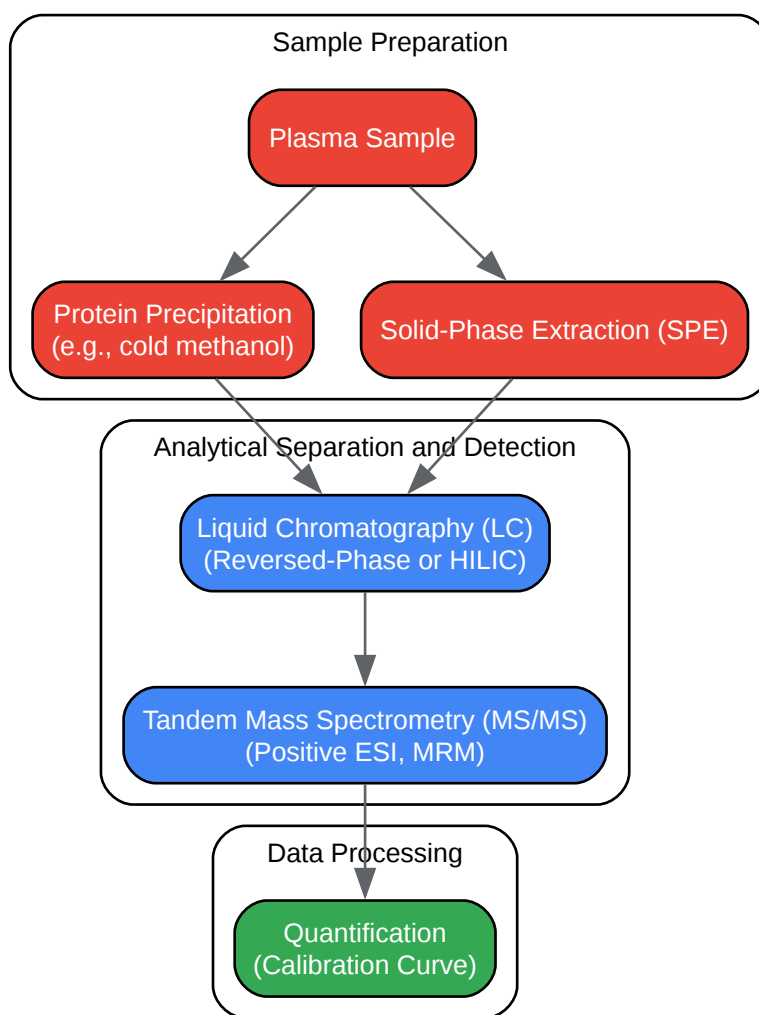 Sample Preparation
Plasma Sample
Protein Precipitation
(e.g., cold methanol)
Solid-Phase Extraction (SPE)
Analytical Separation and Detection
Liquid Chromatography (LC)
(Reversed-Phase or HILIC)
Tandem Mass Spectrometry (MS/MS)
(Positive ESI, MRM)
Data Processing
Quantification
(Calibration Curve)